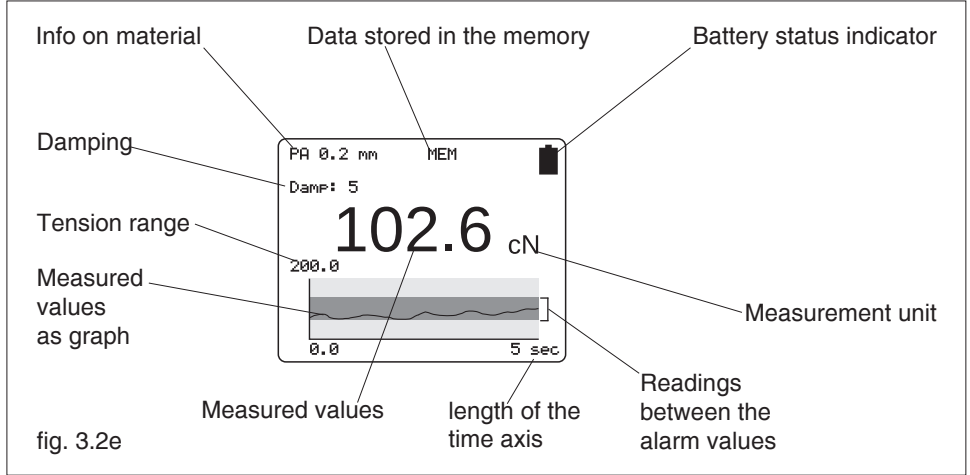 Info on material
Data stored in the memory
Battery status indicator
Damping
PA 0.2 mm
MEM
Damp: 5
Tension range
102.6 cN
200.0
Measured
values
as graph
Measurement unit
0.0
5 sec
Measured values
length of the
time axis
Readings
between the
alarm values
fig. 3.2e